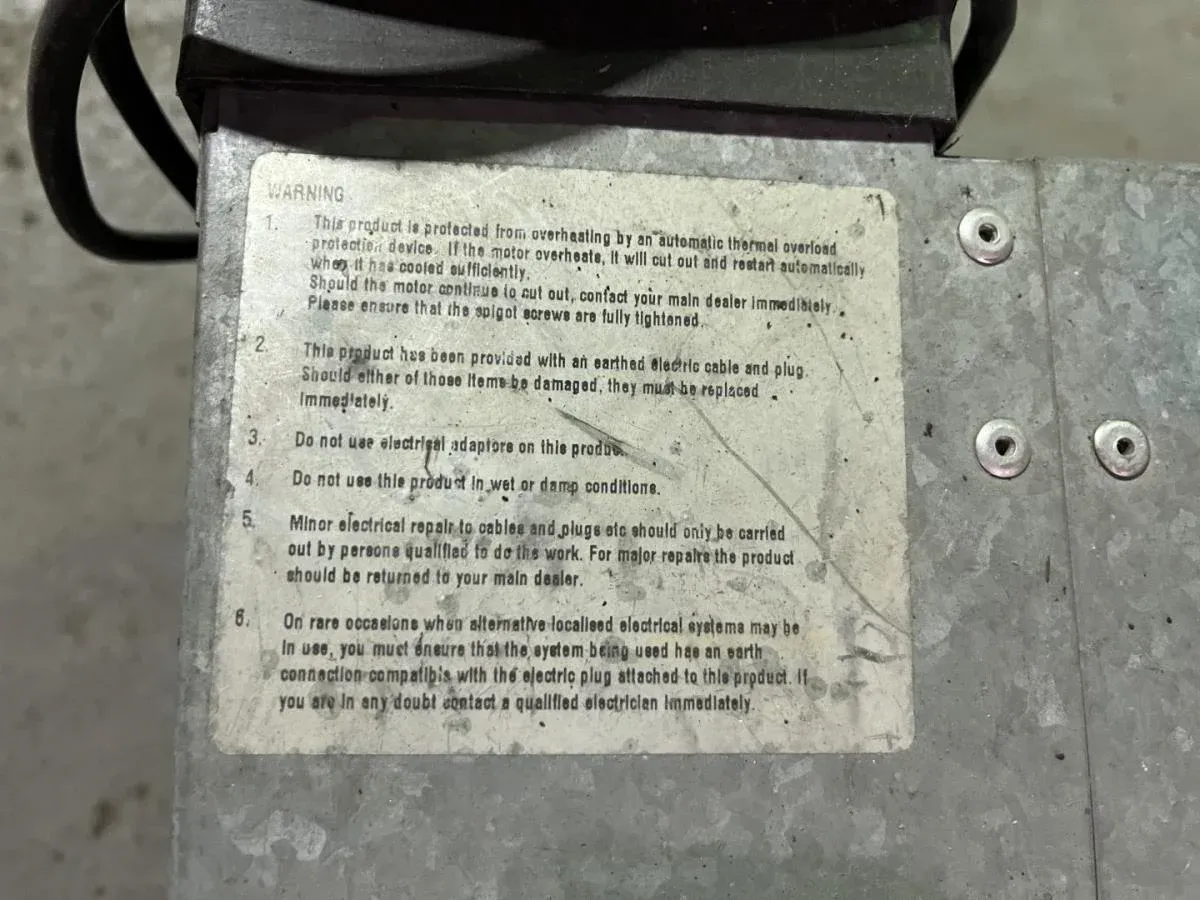 WARNING
1. This product is protected from overheating by an automatic thermal overload
protection device. If the motor overheats, it will cut out and restart automatically
when it has cooled sufficiently.
Should the motor continue to cut out, contact your main dealer immediately.
Please ensure that the spigot screws are fully tightened.
2. This product has been provided with an earthed electric cable and plug.
Should either of those items be damaged, they must be replaced
immediately.
3. Do not use electrical adaptors on this product.
4. Do not use this product in wet or damp conditions.
5. Minor electrical repair to cables and plugs etc should only be carried
out by persons qualified to do the work. For major repairs the product
should be returned to your main dealer.
6. On rare occasions when alternative localised electrical systems may be
in use, you must ensure that the system being used has an earth
connection compatible with the electric plug attached to this product. If
you are in any doubt contact a qualified electrician immediately.